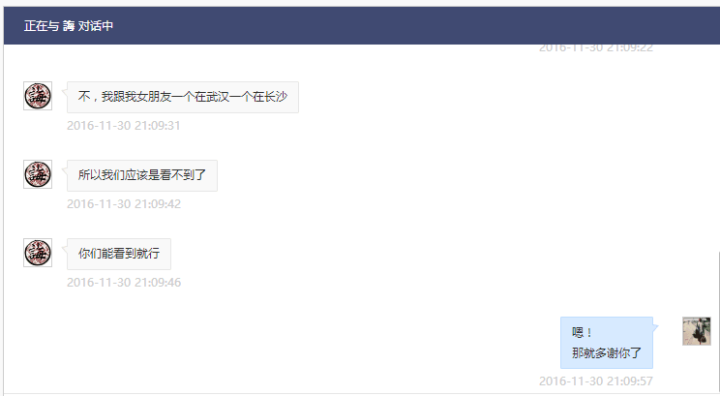 正在与 誨 对话中
2016-11-30 21:09:22
不，我跟我女朋友一个在武汉一个在长沙
2016-11-30 21:09:31
所以我们应该是看不到了
2016-11-30 21:09:42
你们能看到就行
2016-11-30 21:09:46
嗯！
那就多谢你了
2016-11-30 21:09:57